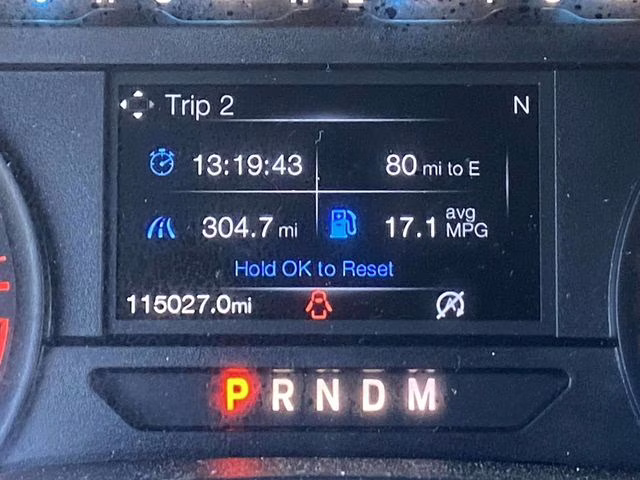 Trip 2 N
13:19:43 80 mi to E
304.7 mi 17.1 avg MPG
Hold OK to Reset
115027.0mi
P R N D M